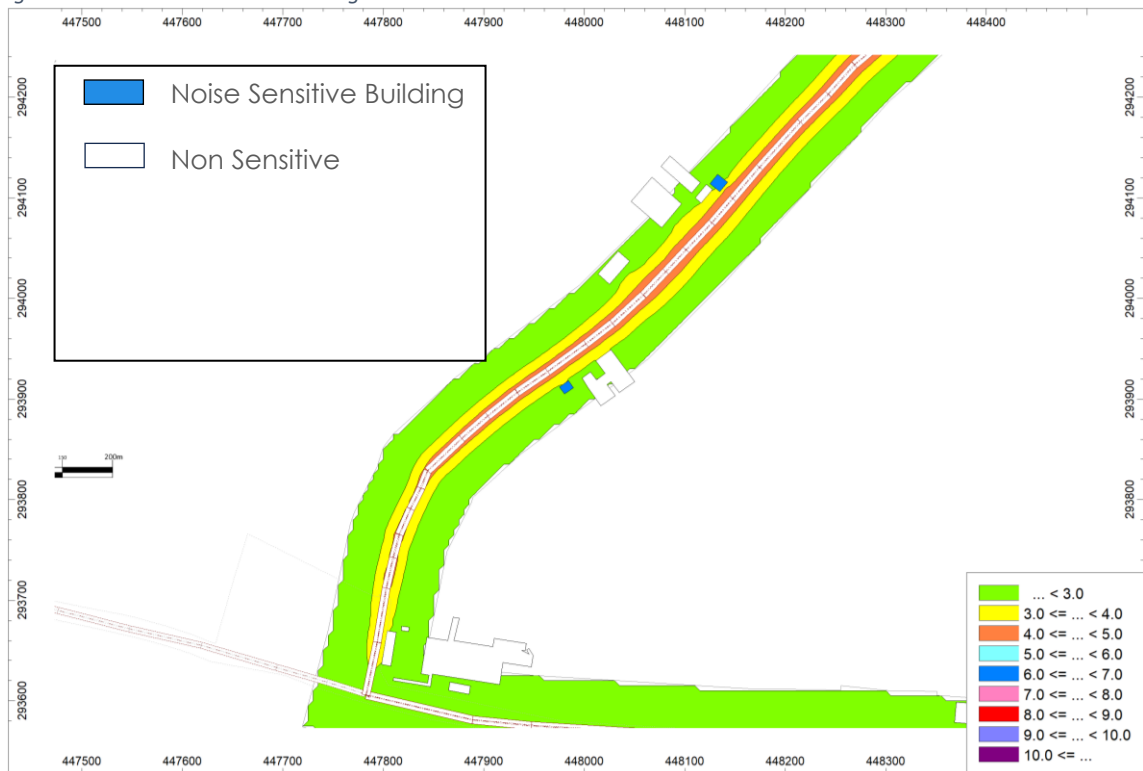 447500 447600 447700 447800 447900 448000 448100 448200 448300 448400
Noise Sensitive Building
Non Sensitive
294200 294200
294100 294100
294000 294000
293900 293900
200m
293800 293800
293700 293700
293600 293600
... < 3.0
3.0 <= ... < 4.0
4.0 <= ... < 5.0
5.0 <= ... < 6.0
6.0 <= ... < 7.0
7.0 <= ... < 8.0
8.0 <= ... < 9.0
9.0 <= ... < 10.0
10.0 <= ...
447500 447600 447700 447800 447900 448000 448100 448200 448300